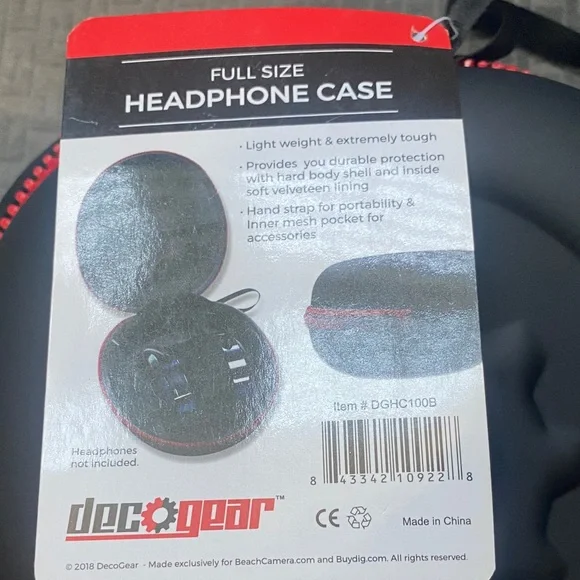 FULL SIZE
HEADPHONE CASE
• Light weight & extremely tough
• Provides you durable protection
with hard body shell and inside
soft velveteen lining
• Hand strap for portability &
Inner mesh pocket for
accessories
Item # DGHC100B
8 43342 10922 8
Headphones
not included.
decogear™
CE
Made in China
© 2018 DecoGear - Made exclusively for BeachCamera.com and Buydig.com. All rights reserved.